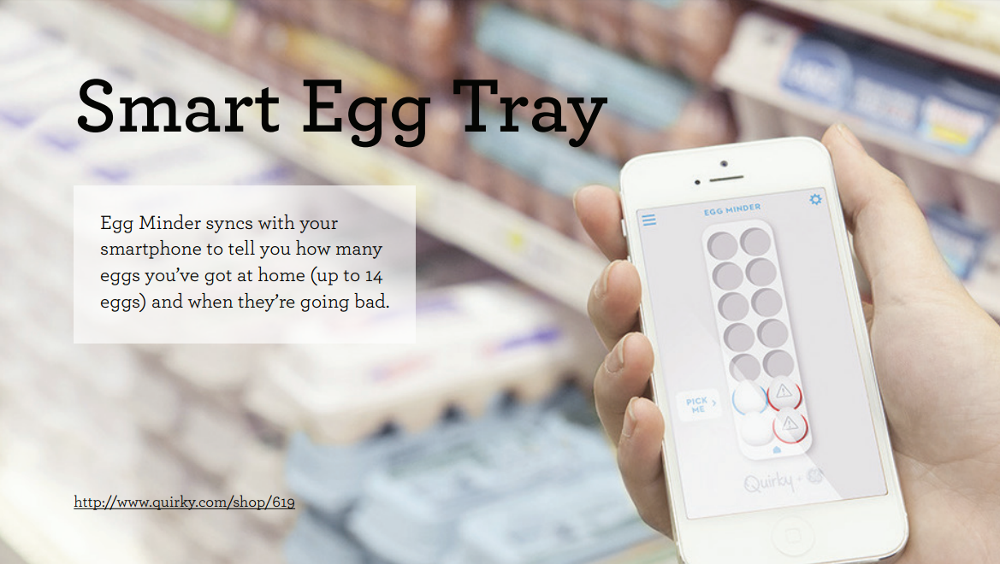 Smart Egg Tray
Egg Minder syncs with your
smartphone to tell you how many
eggs you’ve got at home (up to 14
eggs) and when they’re going bad.
EGG MINDER
PICK
ME
Quirky
http://www.quirky.com/shop/619